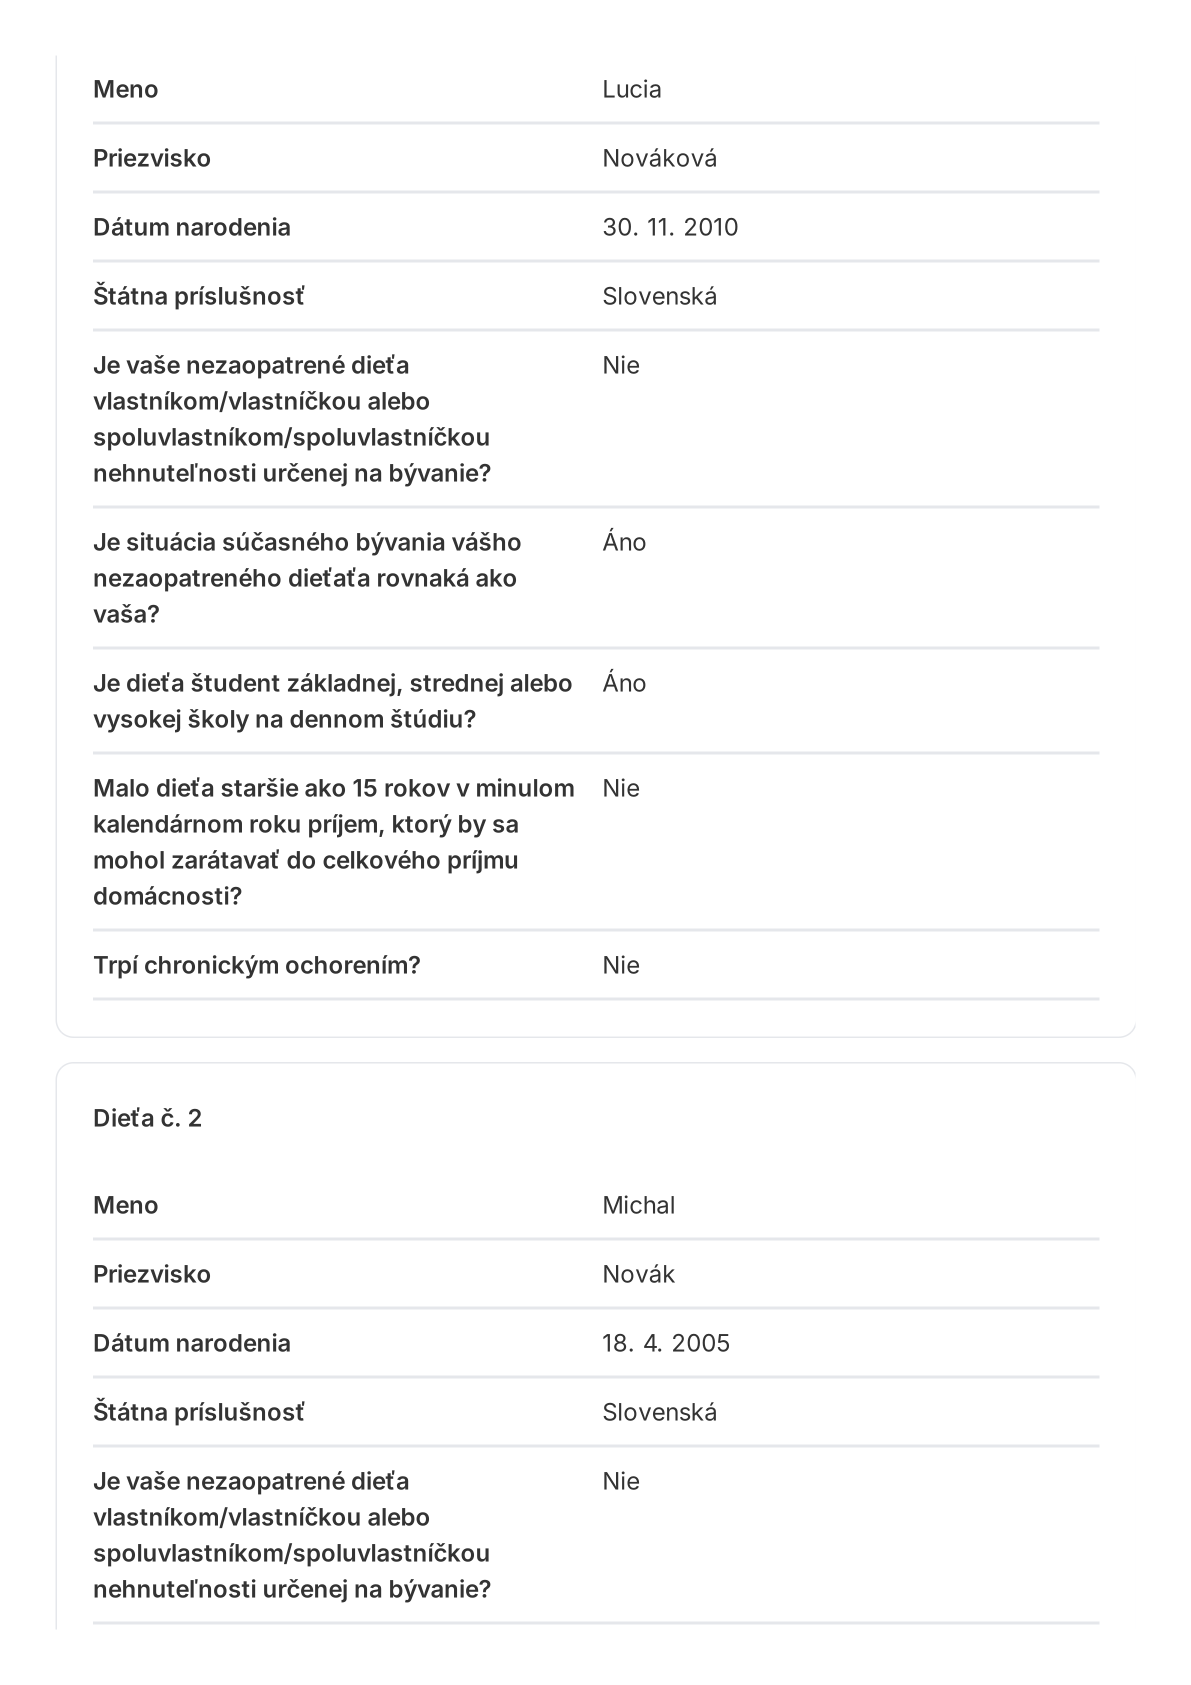 Meno Lucia
Priezvisko Nováková
Dátum narodenia 30. 11. 2010
Štátna príslušnosť Slovenská
Je vaše nezaopatrené dieťa Nie
vlastníkom/vlastníčkou alebo
spoluvlastníkom/spoluvlastníčkou
nehnuteľnosti určenej na bývanie?
Je situácia súčasného bývania vášho Áno
nezaopatreného dieťaťa rovnaká ako
vaša?
Je dieťa študent základnej, strednej alebo Áno
vysokej školy na dennom štúdiu?
Malo dieťa staršie ako 15 rokov v minulom Nie
kalendárnom roku príjem, ktorý by sa
mohol zarátavať do celkového príjmu
domácnosti?
Trpí chronickým ochorením? Nie
Dieťa č. 2
Meno Michal
Priezvisko Novák
Dátum narodenia 18. 4. 2005
Štátna príslušnosť Slovenská
Je vaše nezaopatrené dieťa Nie
vlastníkom/vlastníčkou alebo
spoluvlastníkom/spoluvlastníčkou
nehnuteľnosti určenej na bývanie?